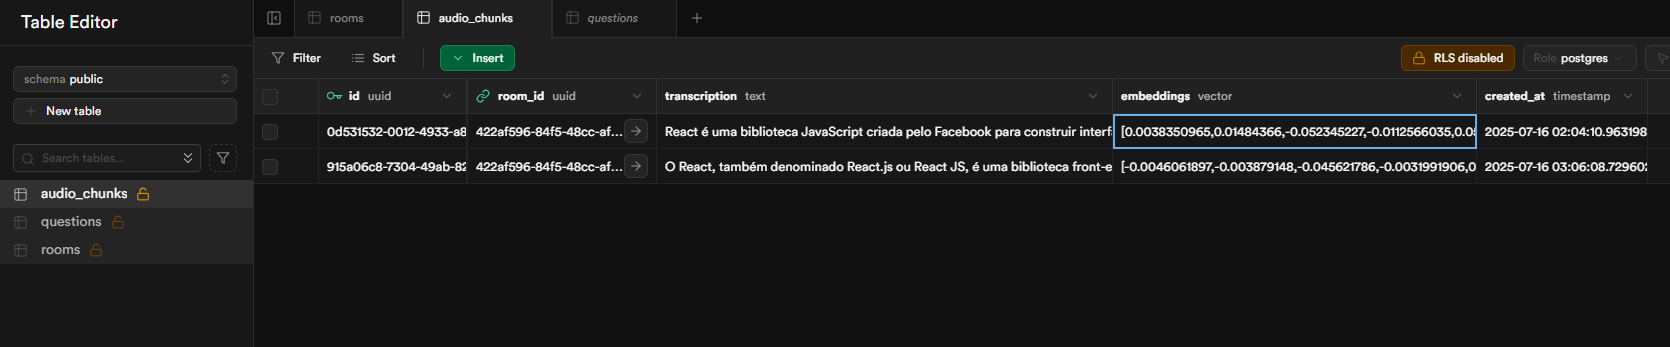 Table Editor
schema public
New table
Search tables...
audio_chunks
questions
rooms
rooms
audio_chunks
questions
Filter
Sort
Insert
RLS disabled
Role postgres
id uuid
room_id uuid
transcription text
embeddings vector
created_at timestamp
0d531532-0012-4933-a8
422af596-84f5-48cc-af...
React é uma biblioteca JavaScript criada pelo Facebook para construir interf
[0.0038350965,0.01484366,-0.052345227,-0.0112566035,0.0
2025-07-16 02:04:10.963198
915a06c8-7304-49ab-82
422af596-84f5-48cc-af...
O React, também denominado React.js ou React JS, é uma biblioteca front-e
[-0.0046061897,-0.003879148,-0.045621786,-0.0031991906,0
2025-07-16 03:06:08.729602